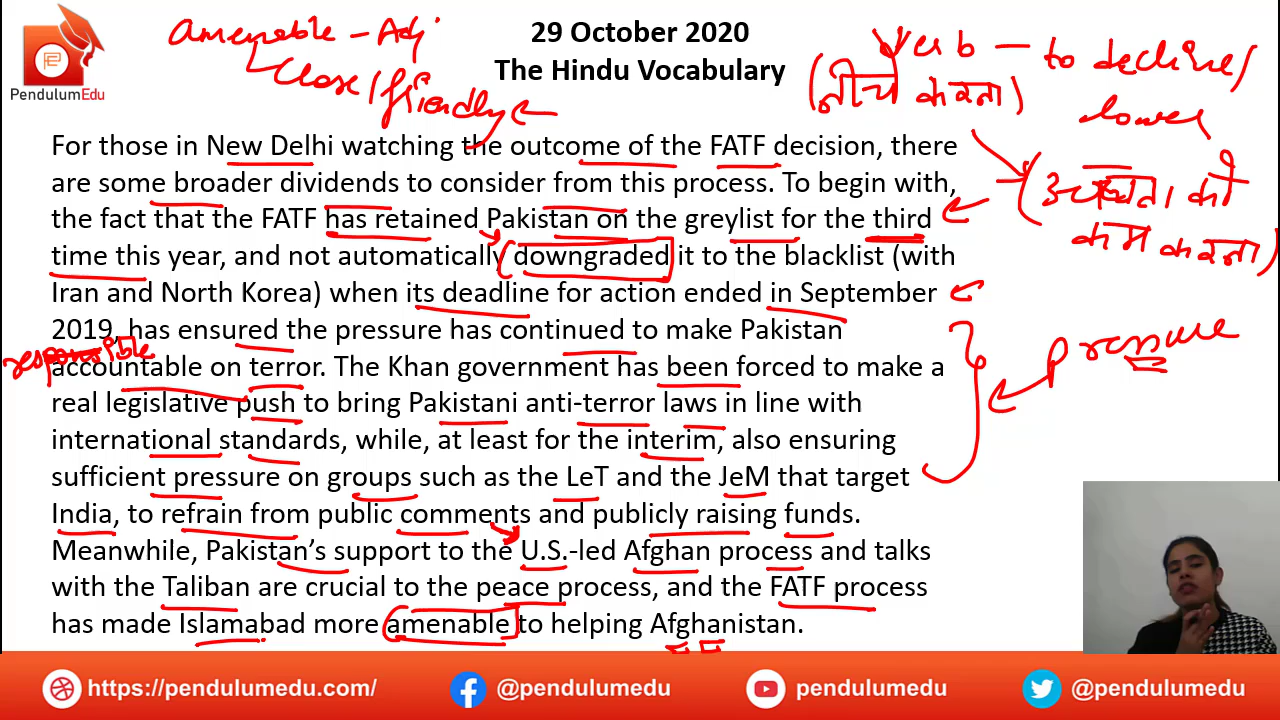 29 October 2020
The Hindu Vocabulary
PendulumEdu
amenable - Adj
Close/friendly
Verb - to decline/
lower
(नीचा करना)
(उच्चता को
कम करना)
For those in New Delhi watching the outcome of the FATF decision, there
are some broader dividends to consider from this process. To begin with,
the fact that the FATF has retained Pakistan on the greylist for the third
time this year, and not automatically (downgraded it to the blacklist (with
Iran and North Korea) when its deadline for action ended in September
2019, has ensured the pressure has continued to make Pakistan
responsible
accountable on terror. The Khan government has been forced to make a
real legislative push to bring Pakistani anti-terror laws in line with
international standards, while, at least for the interim, also ensuring
sufficient pressure on groups such as the LeT and the JeM that target
India, to refrain from public comments and publicly raising funds.
Meanwhile, Pakistan's support to the U.S.-led Afghan process and talks
with the Taliban are crucial to the peace process, and the FATF process
has made Islamabad more amenable to helping Afghanistan.
Pressure
https://pendulumedu.com/
@pendulumedu
pendulumedu
@pendulumedu